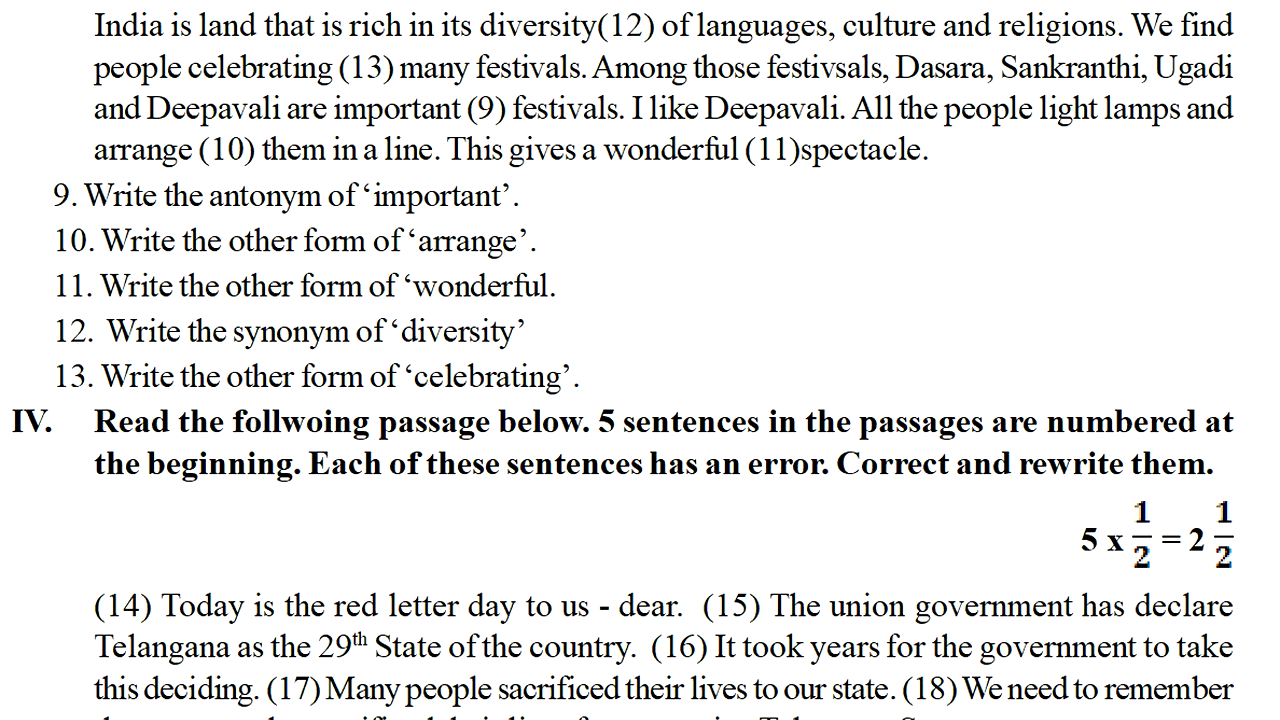 India is land that is rich in its diversity(12) of languages, culture and religions. We find
people celebrating (13) many festivals. Among those festivsals, Dasara, Sankranthi, Ugadi
and Deepavali are important (9) festivals. I like Deepavali. All the people light lamps and
arrange (10) them in a line. This gives a wonderful (11)spectacle.
9. Write the antonym of ‘important’.
10. Write the other form of ‘arrange’.
11. Write the other form of ‘wonderful.
12. Write the synonym of ‘diversity’
13. Write the other form of ‘celebrating’.
IV. Read the follwoing passage below. 5 sentences in the passages are numbered at
the beginning. Each of these sentences has an error. Correct and rewrite them.
5 x 1/2 = 2 1/2
(14) Today is the red letter day to us - dear. (15) The union government has declare
Telangana as the 29th State of the country. (16) It took years for the government to take
this deciding. (17) Many people sacrificed their lives to our state. (18) We need to remember